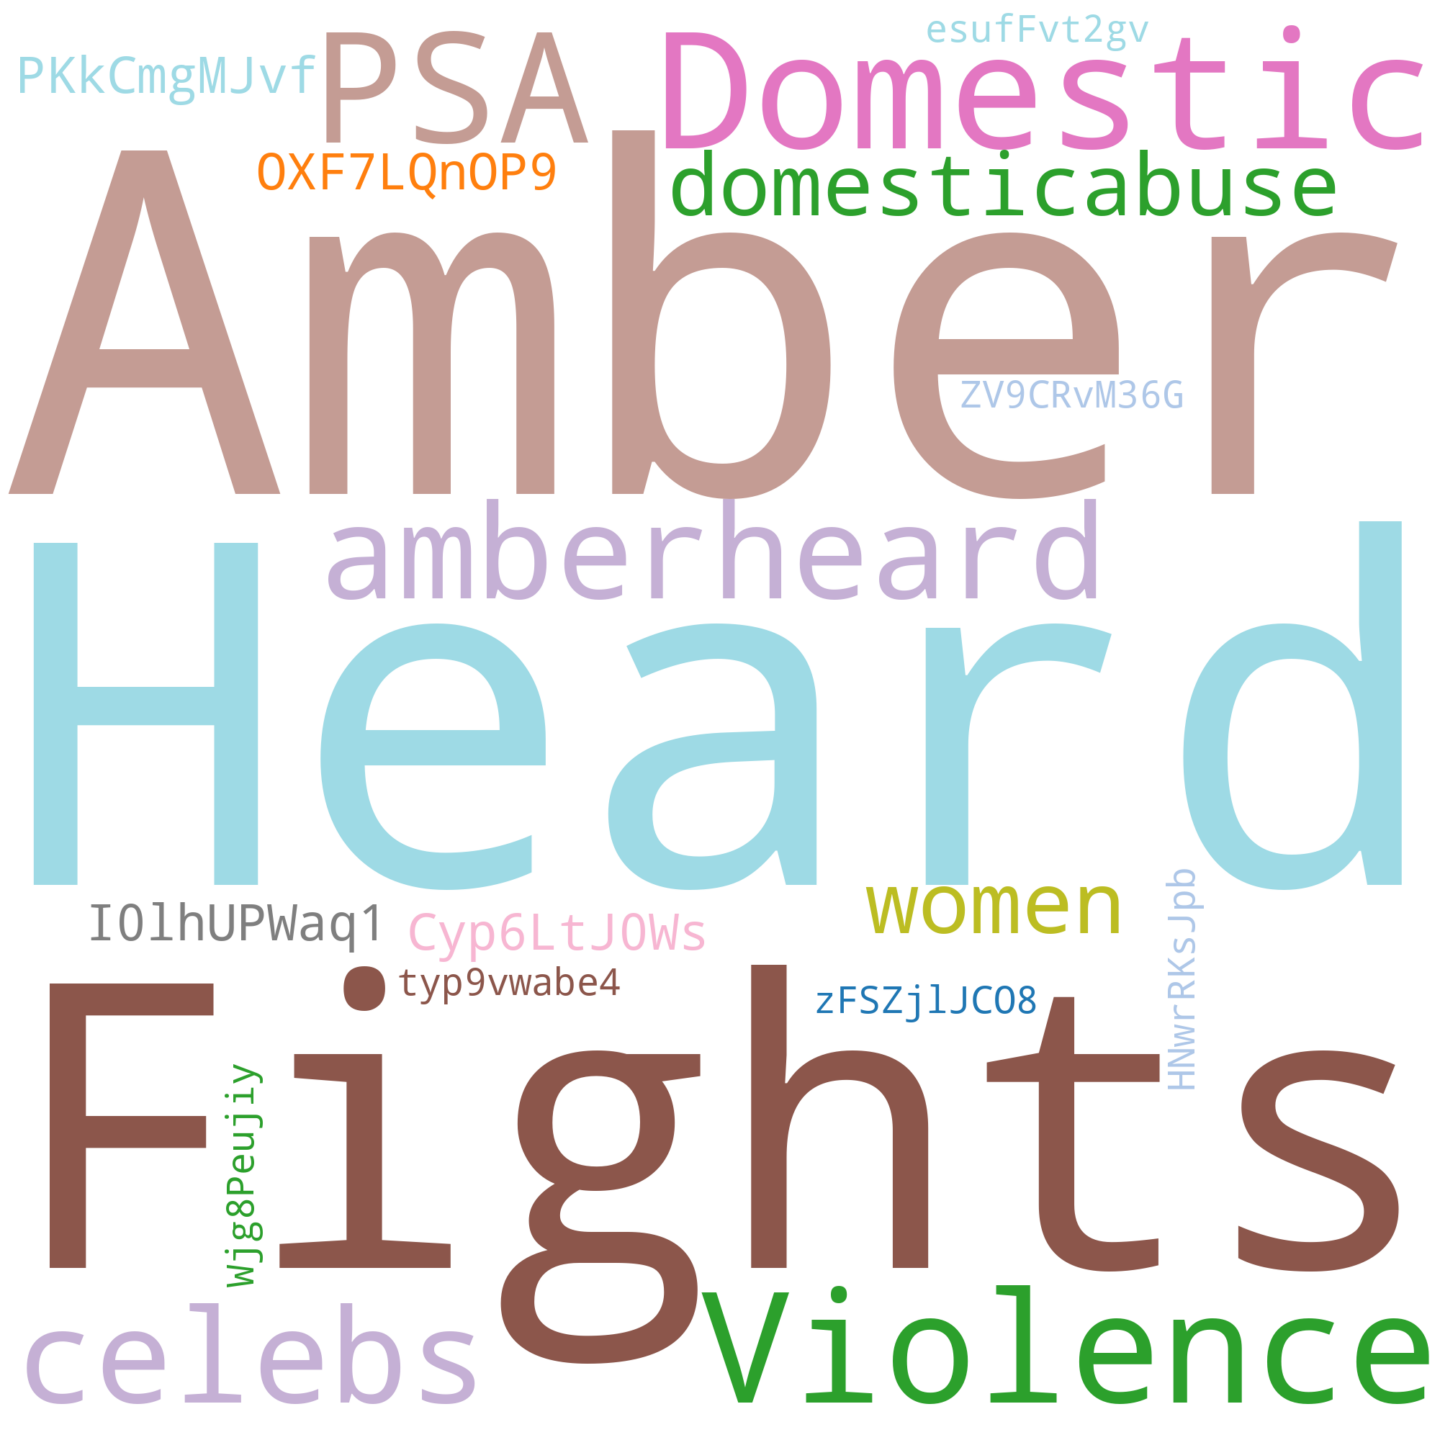 esufFvt2gv
PKkCmgMJvf
PSA
Domestic
OXF7LQnOP9
domesticabuse
Amber
ZV9CRvM36G
amberheard
Heard
I0lhUPWaq1
Cyp6LtJ0Ws
women
HNwrRKsJpb
typ9vwabe4
zFSZjlJCO8
Fights
Wjg8Peujiy
celebs
Violence